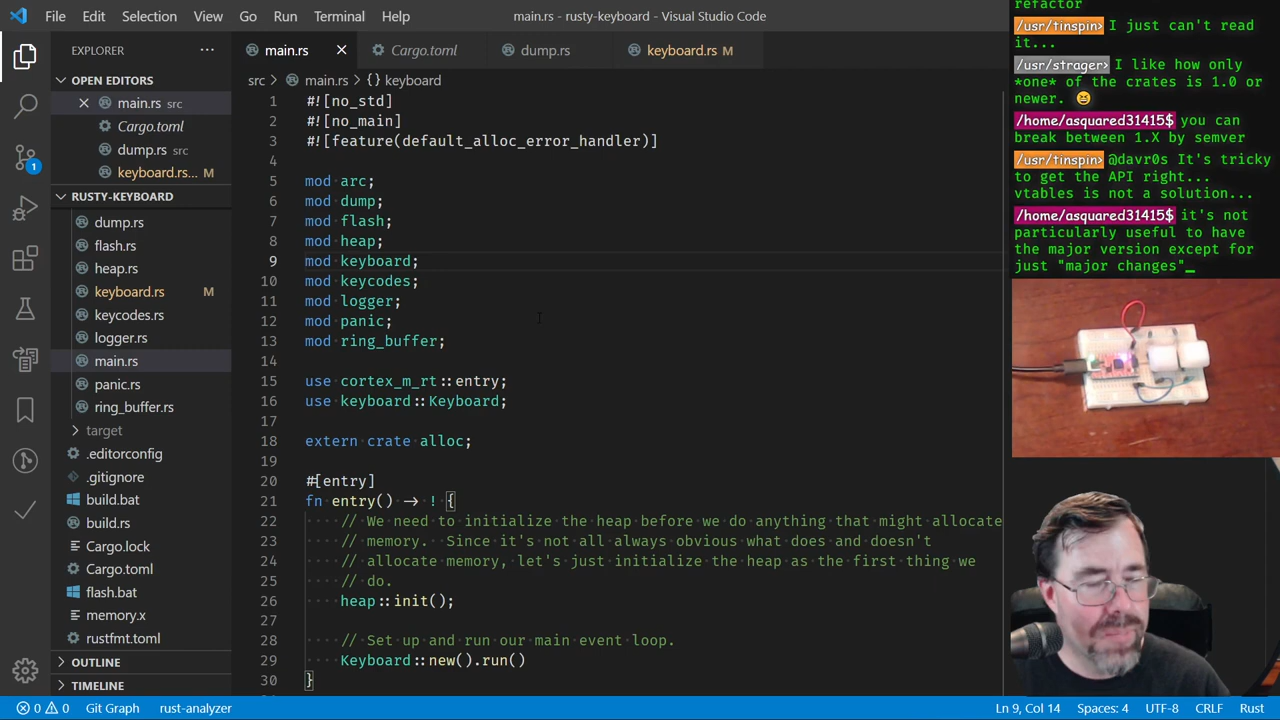 File Edit Selection View Go Run Terminal Help
main.rs - rusty-keyboard - Visual Studio Code
EXPLORER
OPEN EDITORS
main.rs src
Cargo.toml
dump.rs src
keyboard.rs... M
RUSTY-KEYBOARD
dump.rs
flash.rs
heap.rs
keyboard.rs M
keycodes.rs
logger.rs
main.rs
panic.rs
ring_buffer.rs
target
.editorconfig
.gitignore
build.bat
build.rs
Cargo.lock
Cargo.toml
flash.bat
memory.x
rustfmt.toml
OUTLINE
TIMELINE
1
main.rs Cargo.toml dump.rs keyboard.rs M
src > main.rs > {} keyboard
1 #![no_std]
2 #![no_main]
3 #![feature(default_alloc_error_handler)]
4
5 mod arc;
6 mod dump;
7 mod flash;
8 mod heap;
9 mod keyboard;
10 mod keycodes;
11 mod logger;
12 mod panic;
13 mod ring_buffer;
14
15 use cortex_m_rt::entry;
16 use keyboard::Keyboard;
17
18 extern crate alloc;
19
20 #[entry]
21 fn entry() -> ! {
22 // We need to initialize the heap before we do anything that might allocate
23 // memory. Since it's not all always obvious what does and doesn't
24 // allocate memory, let's just initialize the heap as the first thing we
25 // do.
26 heap::init();
27
28 // Set up and run our main event loop.
29 Keyboard::new().run()
30 }
refactor
/usr/tinspin> I just can't read
it...
/usr/strager> I like how only
*one* of the crates is 1.0 or
newer. 😆
/home/asquared31415$ you can
break between 1.X by semver
/usr/tinspin> @davr0s It's tricky
to get the API right...
vtables is not a solution...
/home/asquared31415$ it's not
particularly useful to have
the major version except for
just "major changes"_
0 0 Git Graph rust-analyzer
Ln 9, Col 14 Spaces: 4 UTF-8 CRLF Rust